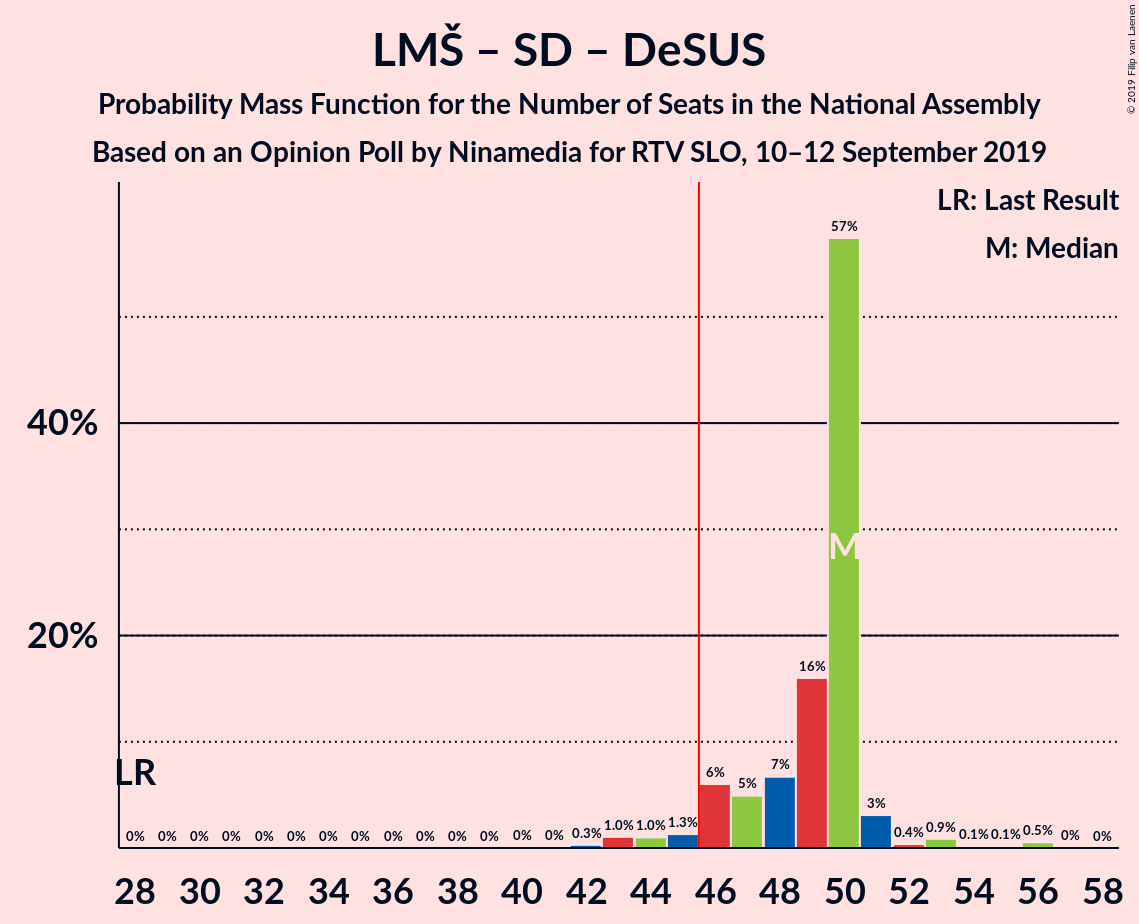 © 2019 Filip van Laenen
LMŠ – SD – DeSUS
Probability Mass Function for the Number of Seats in the National Assembly
Based on an Opinion Poll by Ninamedia for RTV SLO, 10–12 September 2019
LR: Last Result
M: Median
57%
40%
M
20%
16%
LR
0% 0% 0% 0% 0% 0% 0% 0% 0% 0% 0% 0% 0% 0% 0.3% 1.0% 1.0% 1.3% 6% 5% 7% 3% 0.4% 0.9% 0.1% 0.1% 0.5% 0% 0%
28 30 32 34 36 38 40 42 44 46 48 50 52 54 56 58